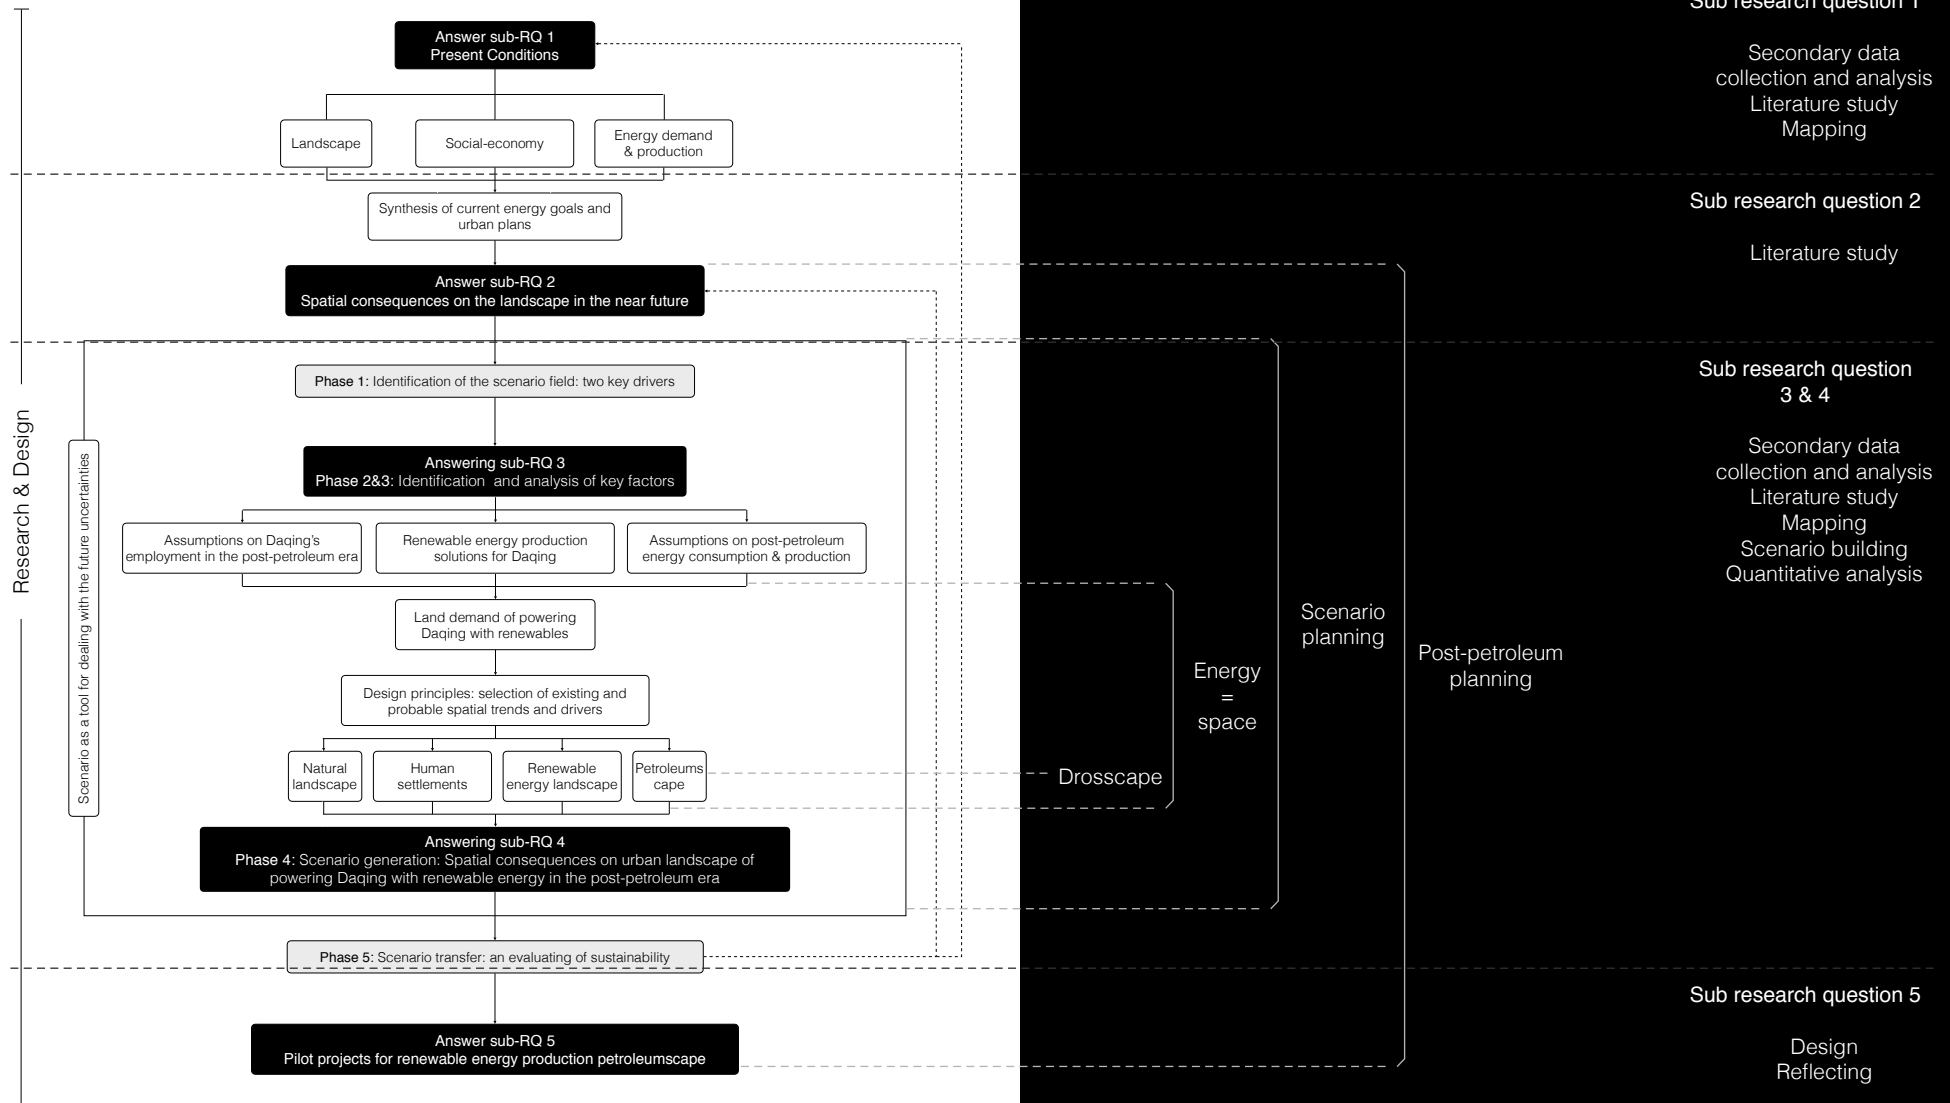 Research & Design
Answer sub-RQ 1
Present Conditions
Landscape
Social-economy
Energy demand
& production
Synthesis of current energy goals and
urban plans
Answer sub-RQ 2
Spatial consequences on the landscape in the near future
Scenario as a tool for dealing with the future uncertainties
Phase 1: Identification of the scenario field: two key drivers
Answering sub-RQ 3
Phase 2&3: Identification and analysis of key factors
Assumptions on Daqing's
employment in the post-petroleum era
Renewable energy production
solutions for Daqing
Assumptions on post-petroleum
energy consumption & production
Land demand of powering
Daqing with renewables
Design principles: selection of existing and
probable spatial trends and drivers
Natural
landscape
Human
settlements
Renewable
energy landscape
Petroleums
cape
Answering sub-RQ 4
Phase 4: Scenario generation: Spatial consequences on urban landscape of
powering Daqing with renewable energy in the post-petroleum era
Phase 5: Scenario transfer: an evaluating of sustainability
Answer sub-RQ 5
Pilot projects for renewable energy production petroleumscape
Drosscape
Energy
=
space
Scenario
planning
Post-petroleum
planning
Sub research question 1
Secondary data
collection and analysis
Literature study
Mapping
Sub research question 2
Literature study
Sub research question
3 & 4
Secondary data
collection and analysis
Literature study
Mapping
Scenario building
Quantitative analysis
Sub research question 5
Design
Reflecting